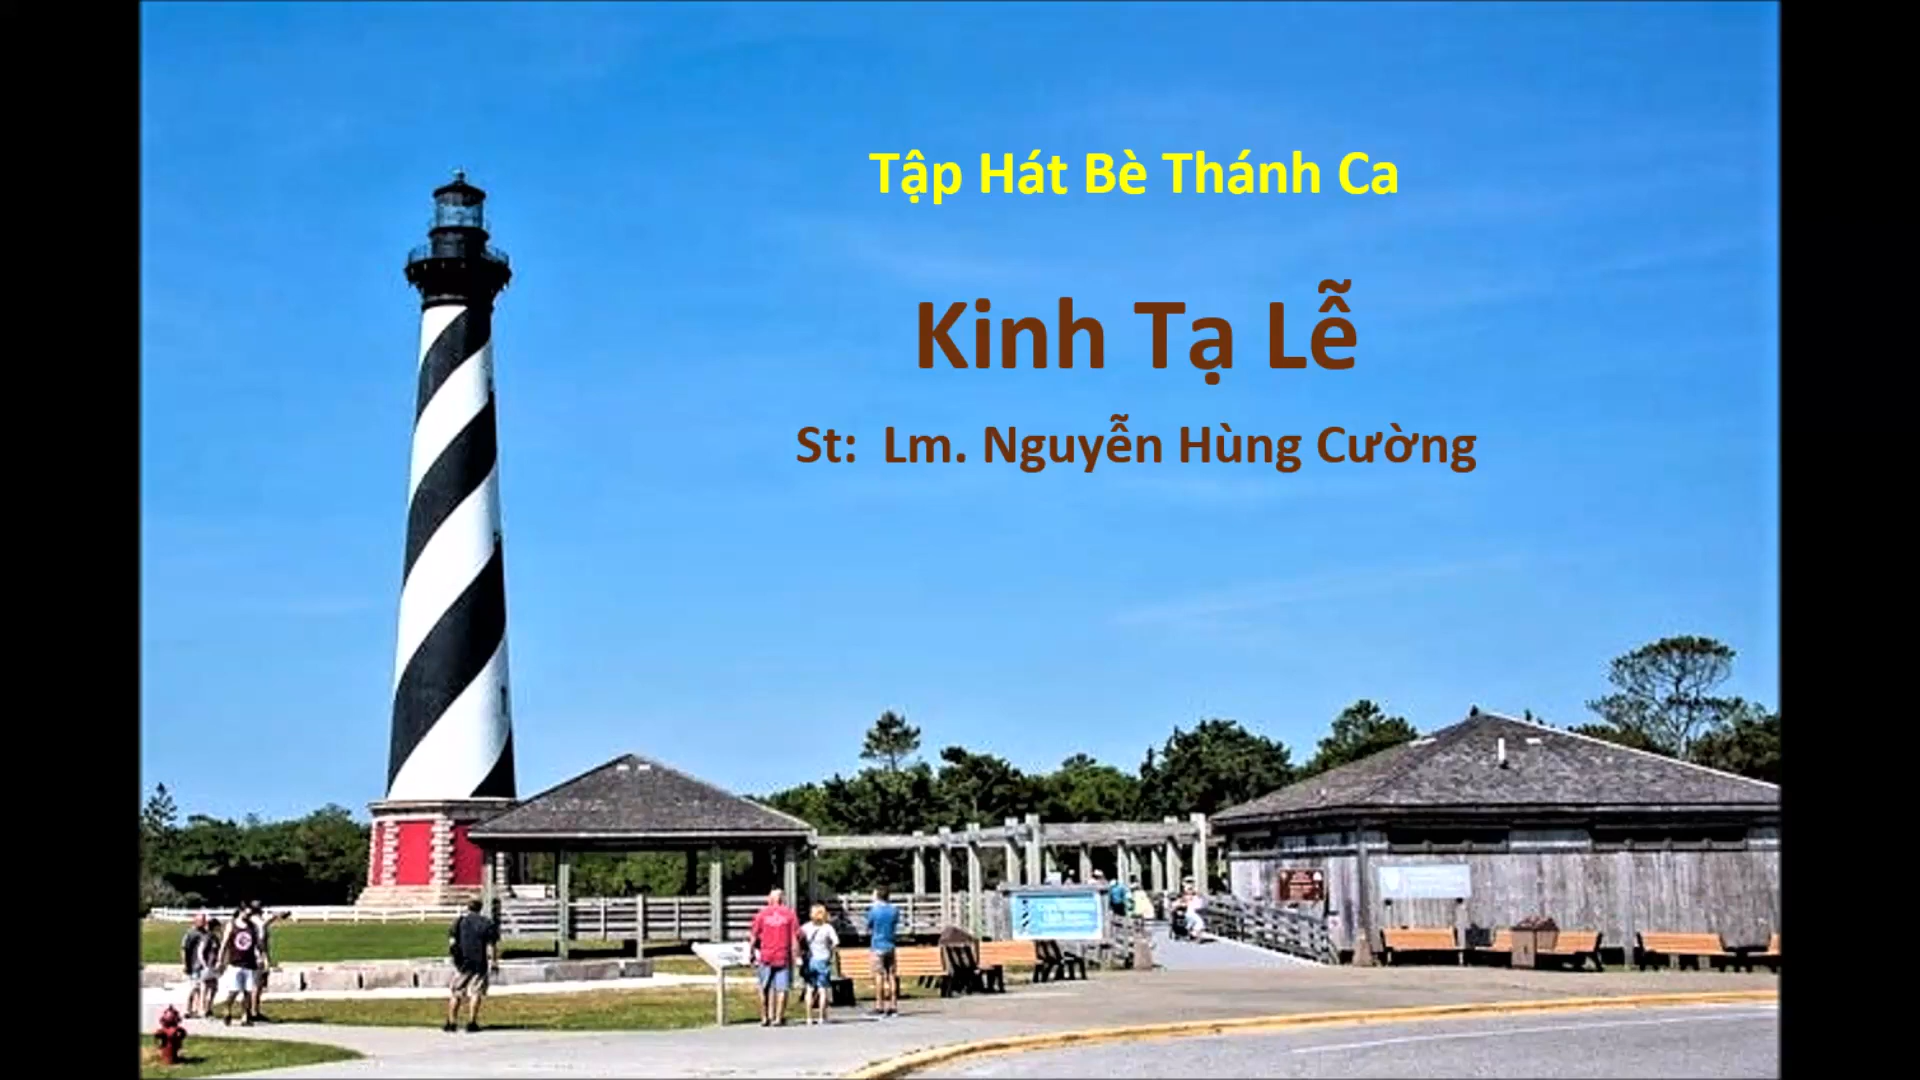 Tập Hát Bè Thánh Ca
Kinh Tạ Lễ
St: Lm. Nguyễn Hùng Cường